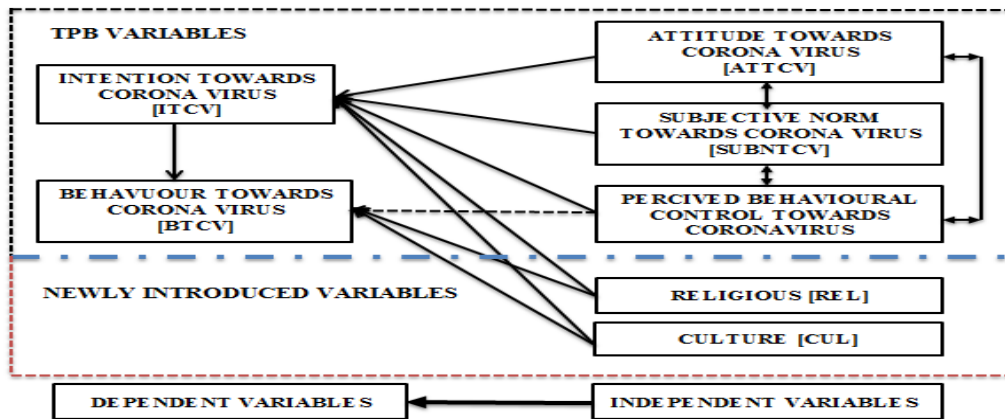 TPB VARIABLES
INTENTION TOWARDS
CORONA VIRUS
[ITCV]
BEHAVUOUR TOWARDS
CORONA VIRUS
[BTCV]
ATTITUDE TOWARDS
CORONA VIRUS
[ATTCV]
SUBJECTIVE NORM
TOWARDS CORONA VIRUS
[SUBNTCV]
PERCIVED BEHAVIOURAL
CONTROL TOWARDS
CORONAVIRUS
NEWLY INTRODUCED VARIABLES
RELIGIOUS [REL]
CULTURE [CUL]
DEPENDENT VARIABLES
INDEPENDENT VARIABLES